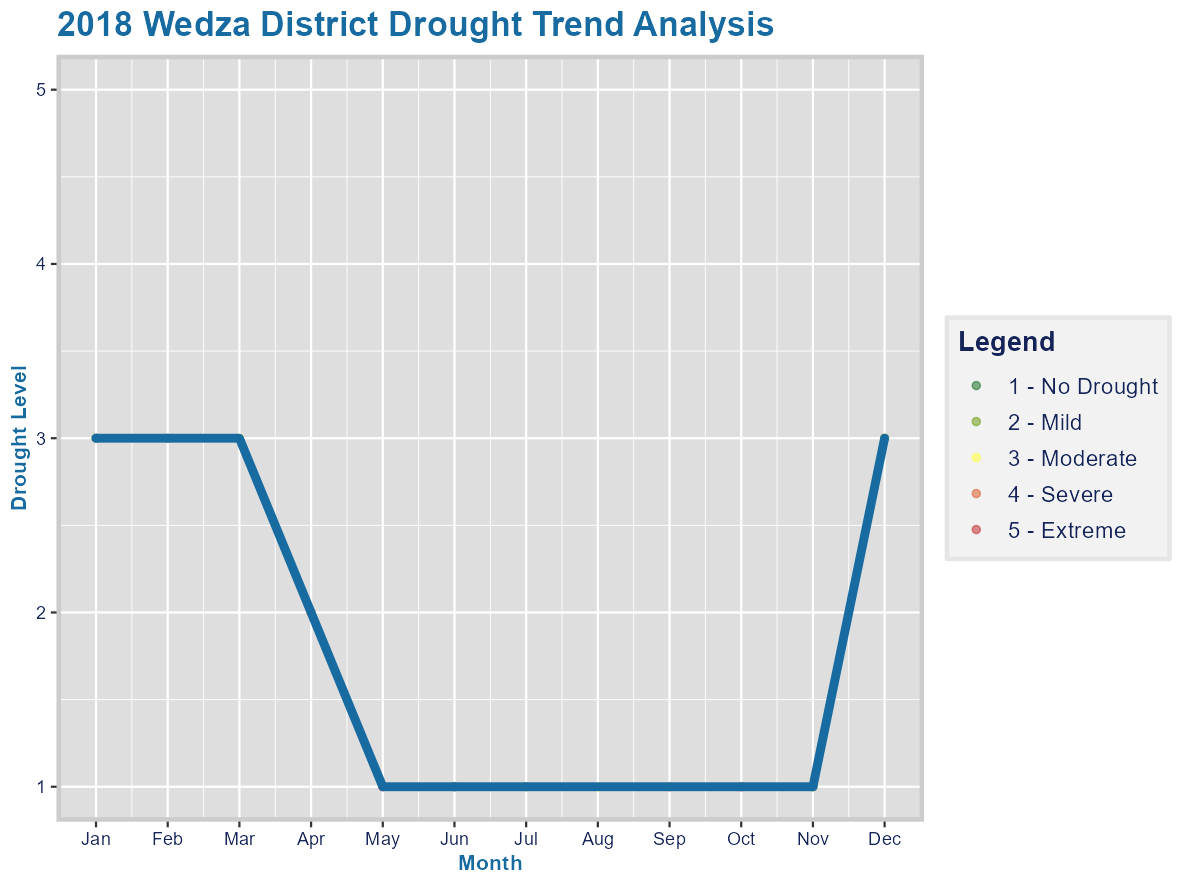 2018 Wedza District Drought Trend Analysis
5
4
3
2
1
Drought Level
Jan Feb Mar Apr May Jun Jul Aug Sep Oct Nov Dec
Month
Legend
1 - No Drought
2 - Mild
3 - Moderate
4 - Severe
5 - Extreme